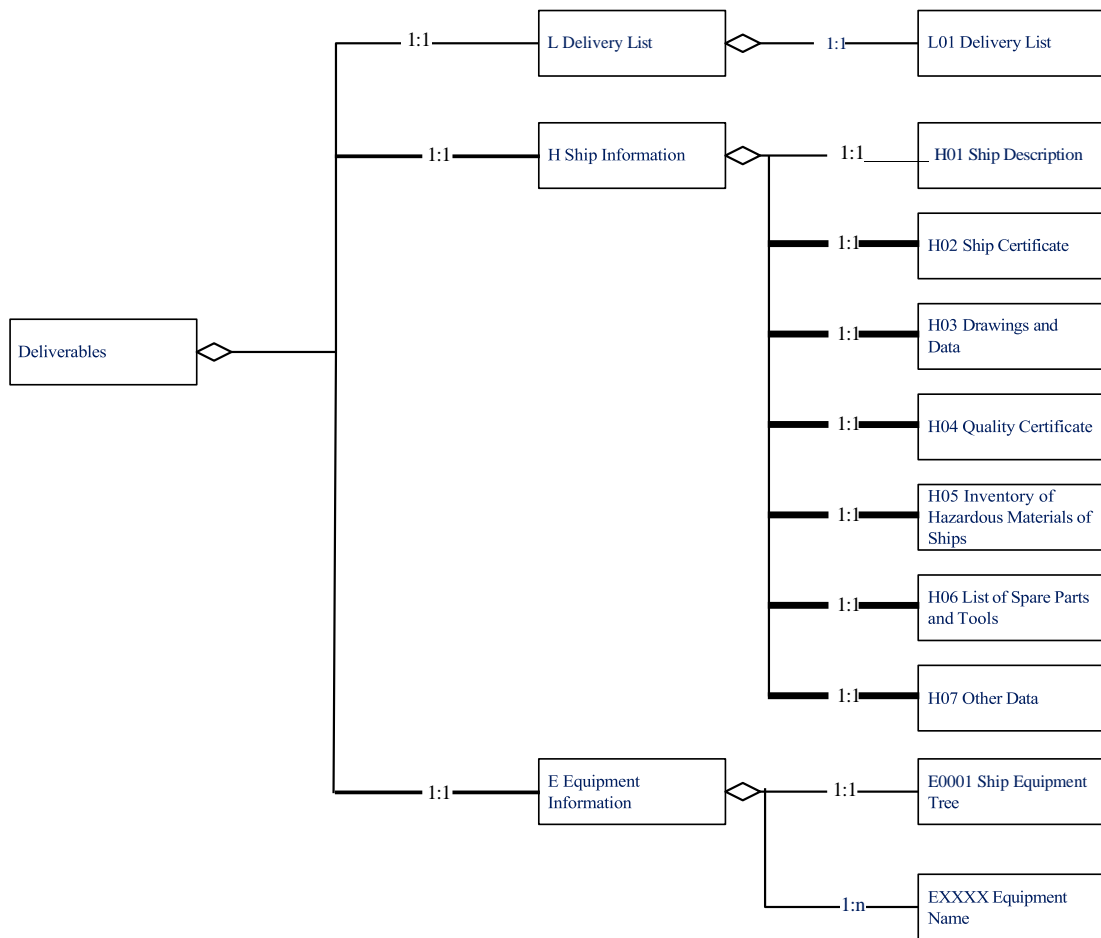 1:1
L Delivery List
1:1
L01 Delivery List
1:1
H Ship Information
1:1
H01 Ship Description
1:1
H02 Ship Certificate
1:1
H03 Drawings and
Data
Deliverables
1:1
H04 Quality Certificate
1:1
H05 Inventory of
Hazardous Materials of
Ships
1:1
H06 List of Spare Parts
and Tools
1:1
H07 Other Data
1:1
E Equipment
Information
1:1
E0001 Ship Equipment
Tree
1:n
EXXXX Equipment
Name